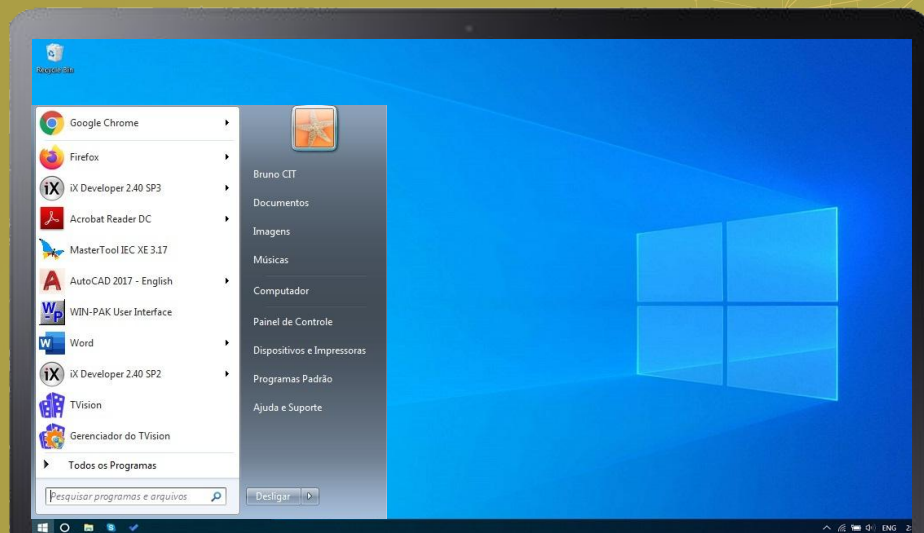 Recycle Bin
Google Chrome
Firefox
iX Developer 2.40 SP3
Acrobat Reader DC
MasterTool IEC XE 3.17
AutoCAD 2017 - English
WIN-PAK User Interface
Word
iX Developer 2.40 SP2
TVision
Gerenciador do TVision
Todos os Programas
Pesquisar programas e arquivos
Bruno CIT
Documentos
Imagens
Músicas
Computador
Painel de Controle
Dispositivos e Impressoras
Programas Padrão
Ajuda e Suporte
Desligar
ENG